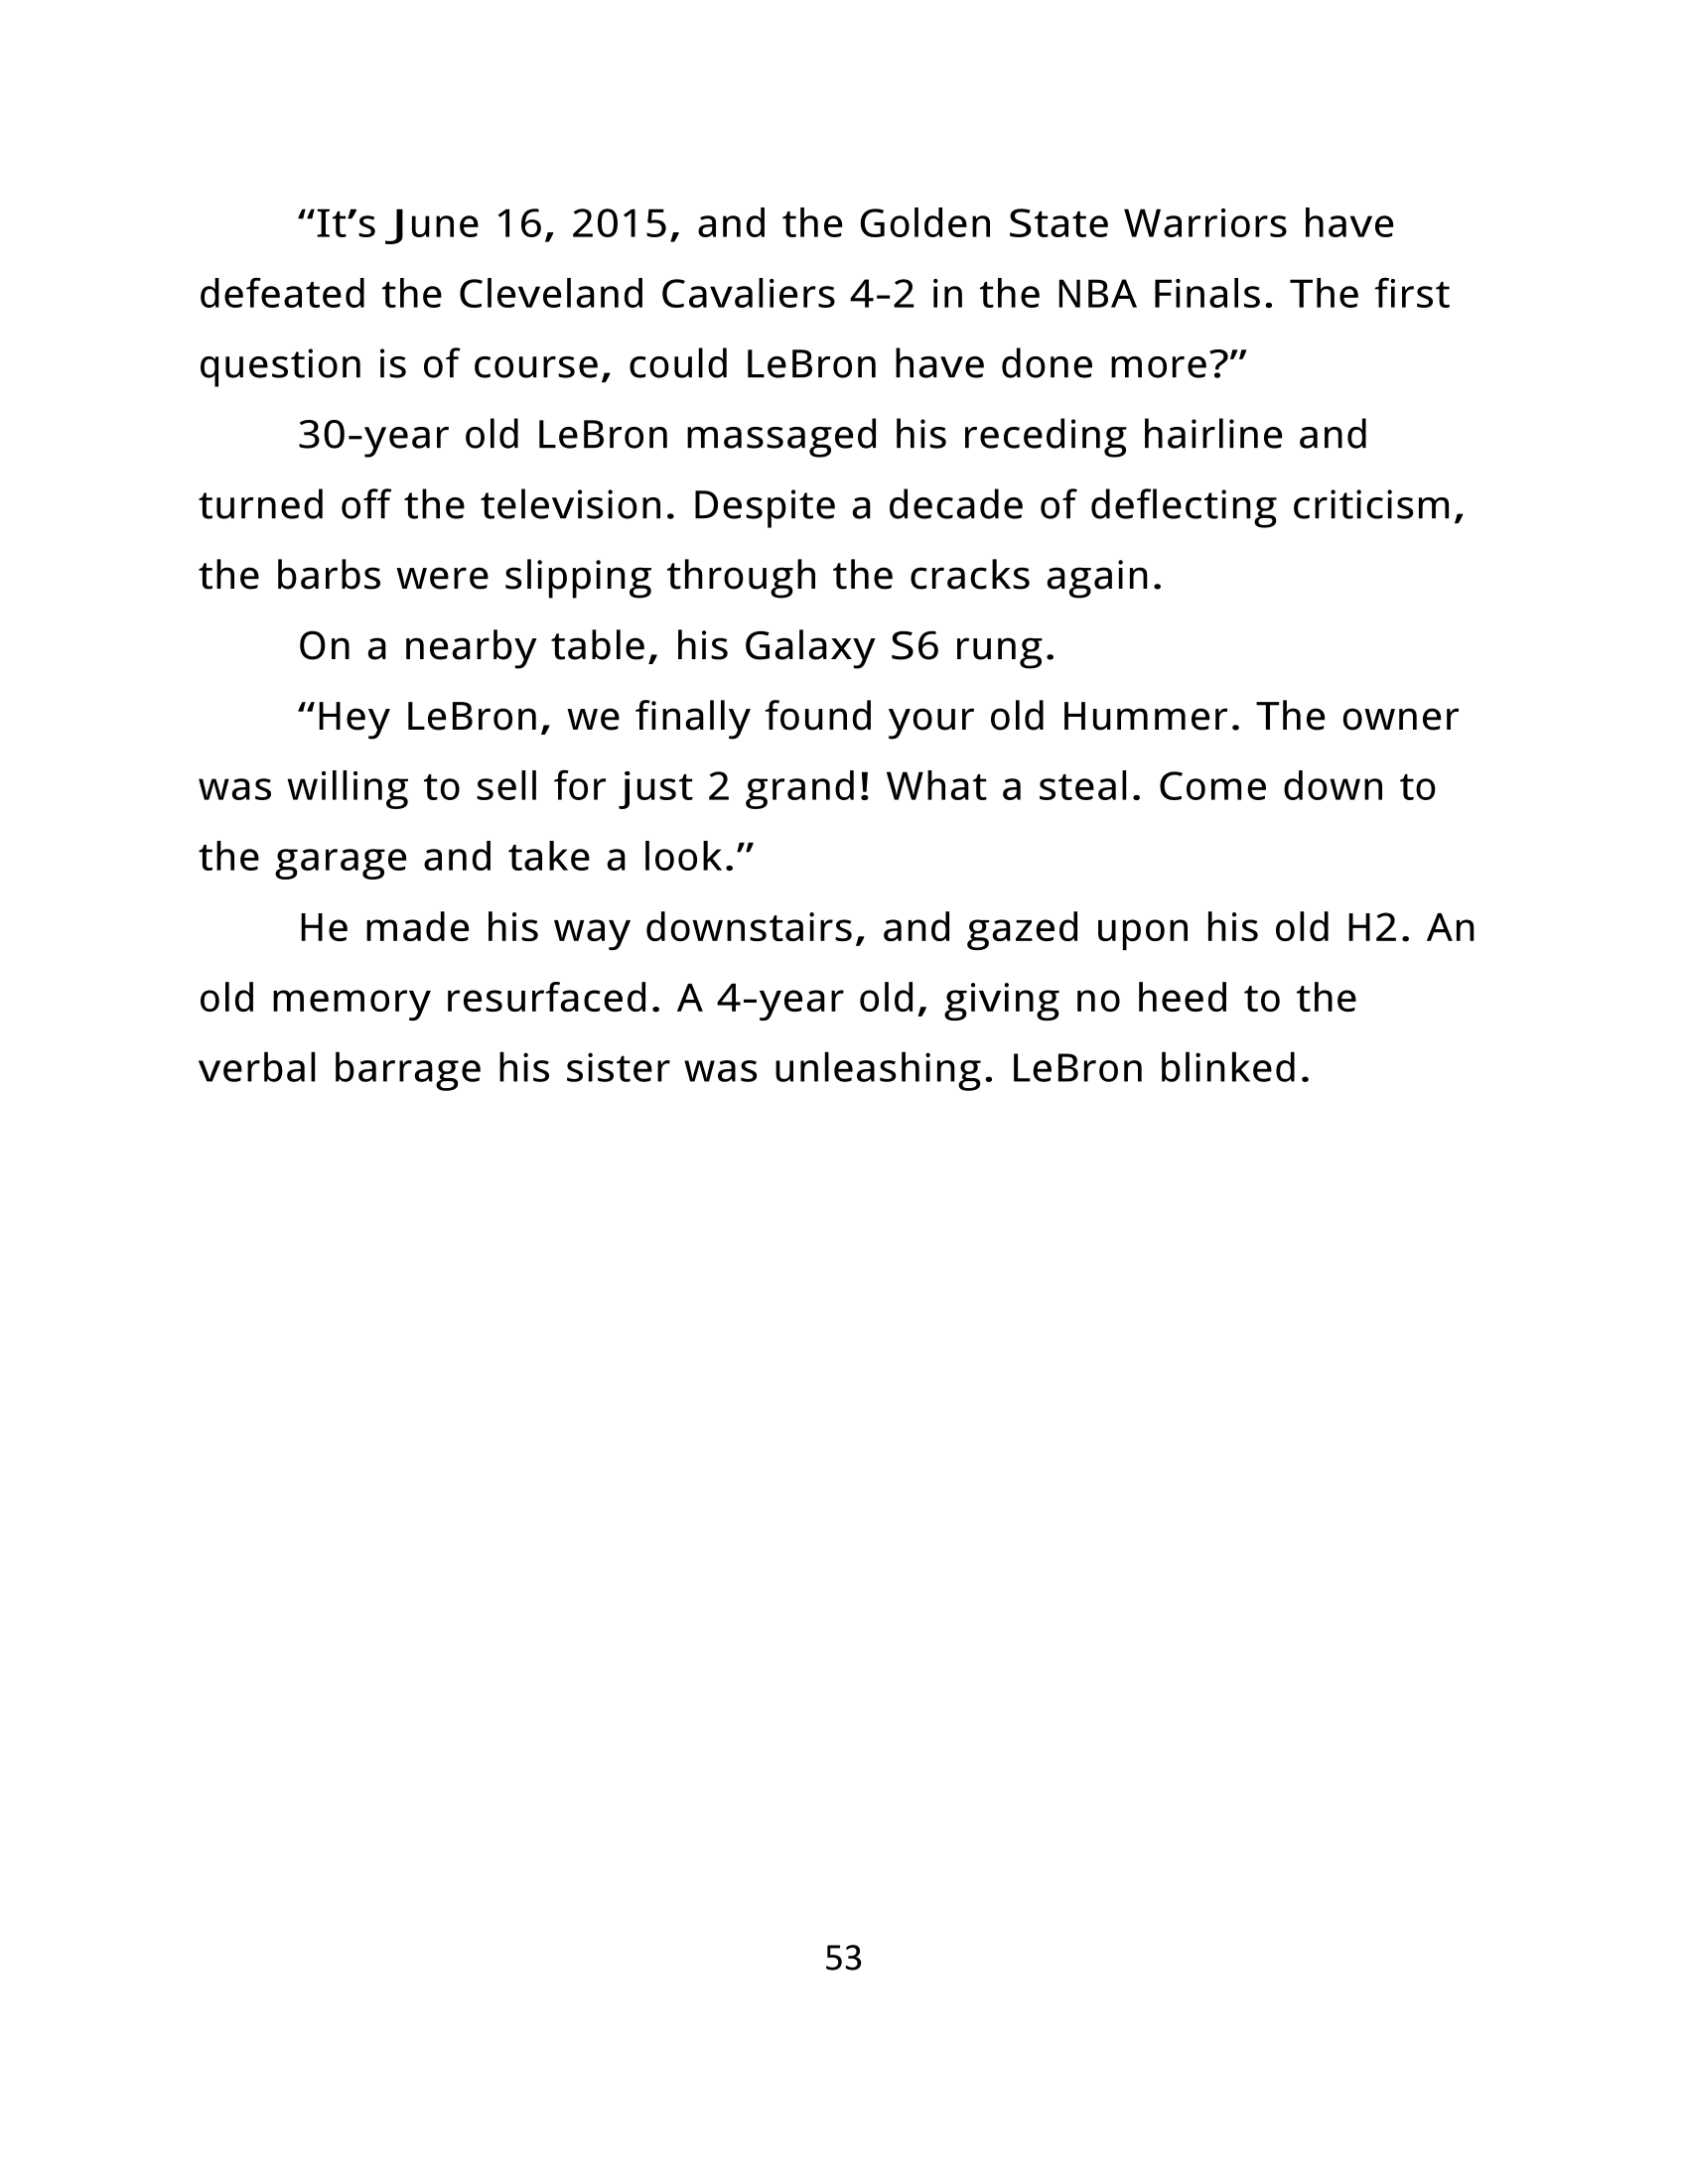 “It’s June 16, 2015, and the Golden State Warriors have
defeated the Cleveland Cavaliers 4-2 in the NBA Finals. The first
question is of course, could LeBron have done more?”
30-year old LeBron massaged his receding hairline and
turned off the television. Despite a decade of deflecting criticism,
the barbs were slipping through the cracks again.
On a nearby table, his Galaxy S6 rung.
“Hey LeBron, we finally found your old Hummer. The owner
was willing to sell for just 2 grand! What a steal. Come down to
the garage and take a look.”
He made his way downstairs, and gazed upon his old H2. An
old memory resurfaced. A 4-year old, giving no heed to the
verbal barrage his sister was unleashing. LeBron blinked.
53